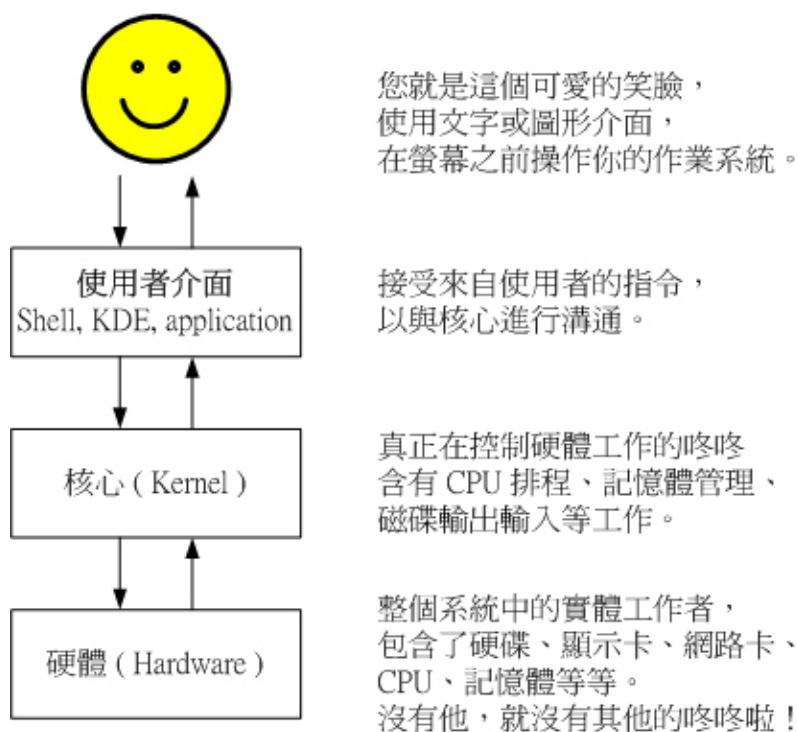 您就是這個可愛的笑臉，
使用文字或圖形介面，
在螢幕之前操作你的作業系統。
使用者介面
Shell, KDE, application
接受來自使用者的指令，
以與核心進行溝通。
核心 ( Kernel )
真正在控制硬體工作的咚咚
含有 CPU 排程、記憶體管理、
磁碟輸出輸入等工作。
硬體 ( Hardware )
整個系統中的實體工作者，
包含了硬碟、顯示卡、網路卡、
CPU、記憶體等等。
沒有他，就沒有其他的咚咚啦！